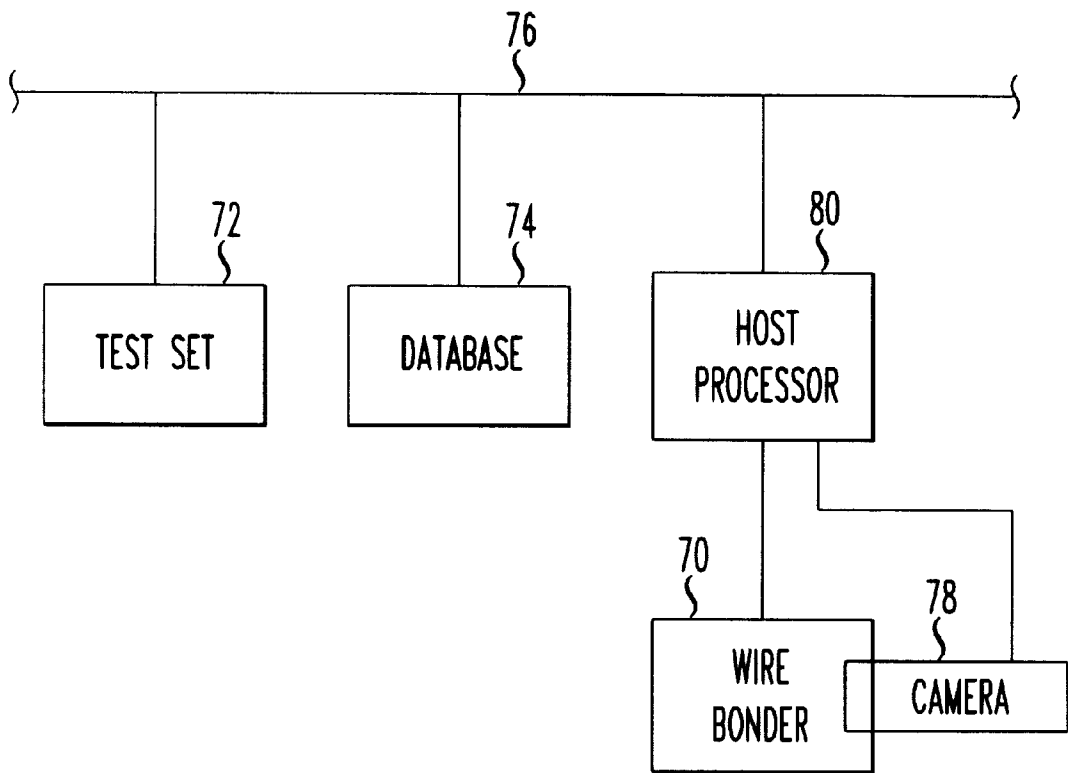 76
72
74
80
TEST SET
DATABASE
HOST
PROCESSOR
70
78
WIRE
BONDER
CAMERA